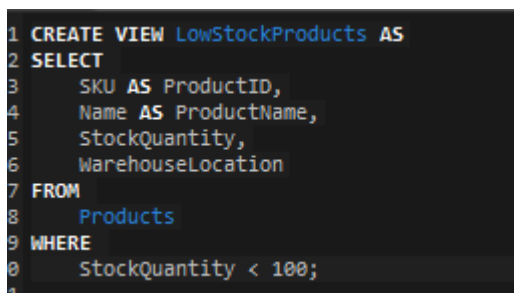 1 CREATE VIEW LowStockProducts AS
2 SELECT
3     SKU AS ProductID,
4     Name AS ProductName,
5     StockQuantity,
6     WarehouseLocation
7 FROM
8     Products
9 WHERE
0     StockQuantity < 100;